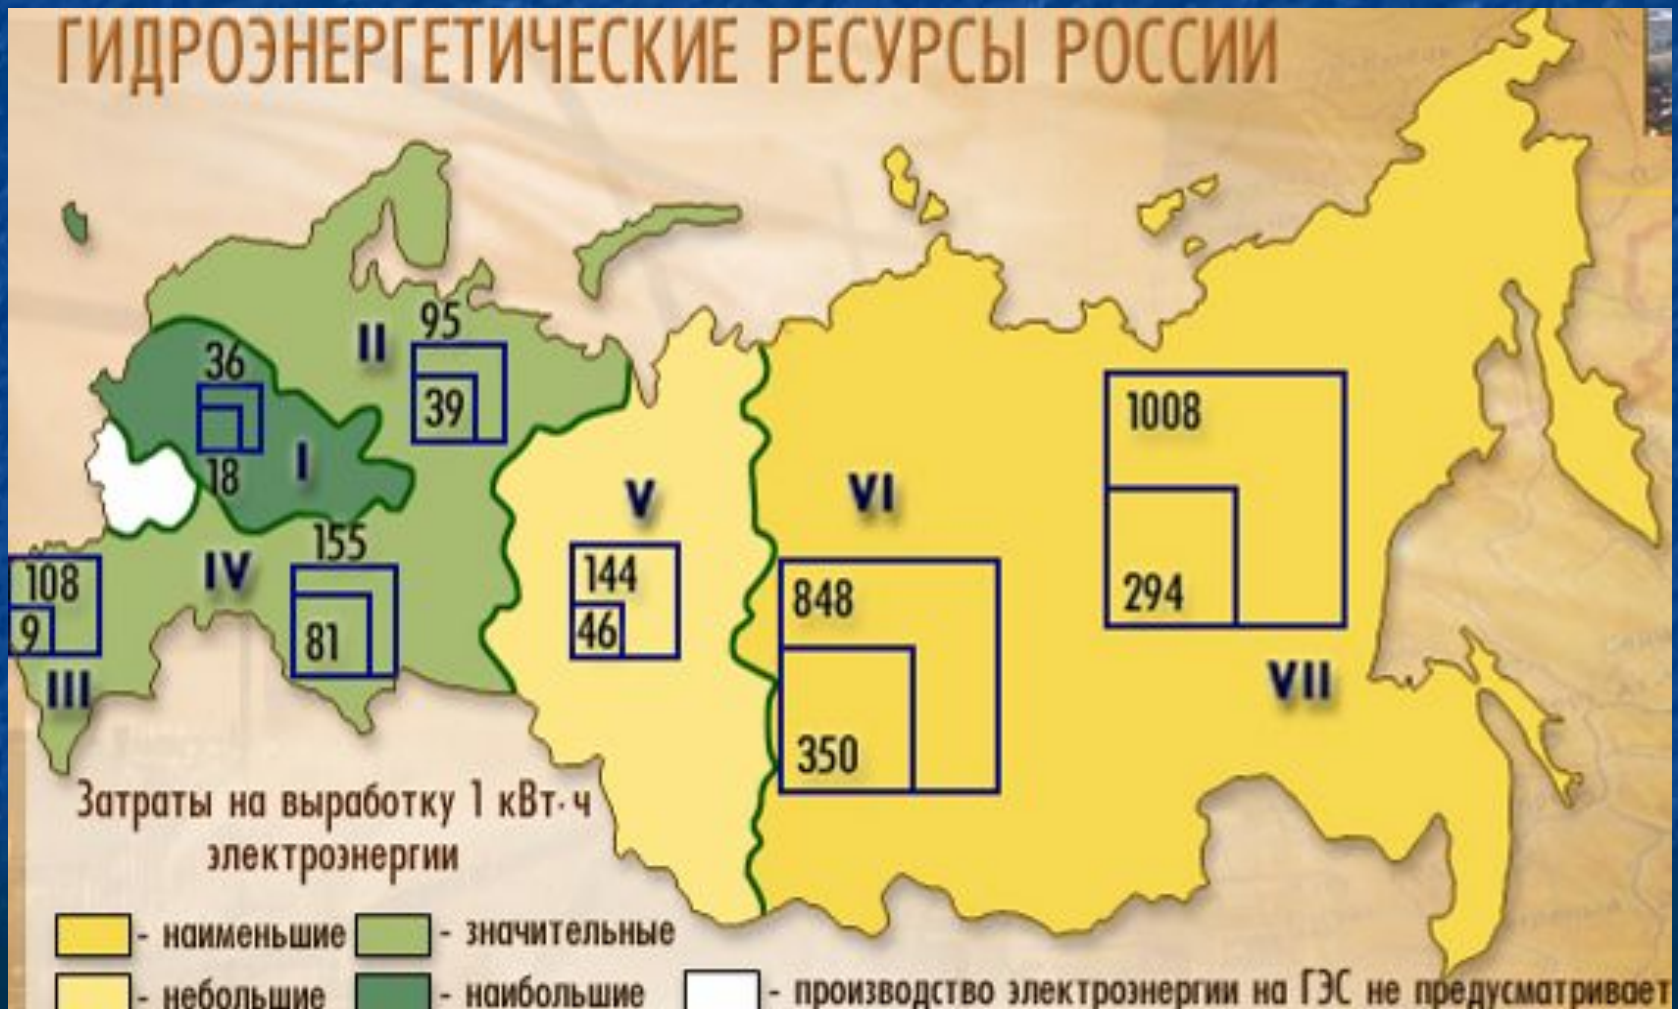 ГИДРОЭНЕРГЕТИЧЕСКИЕ РЕСУРСЫ РОССИИ
95
II
36
39
1008
I
18
V
VI
155
IV
108
144
9
81
46
848
294
III
VII
350
Затраты на выработку 1 кВт·ч
электроэнергии
- наименьшие
- значительные
- небольшие
- наибольшие
- производство электроэнергии на ГЭС не предусматривает